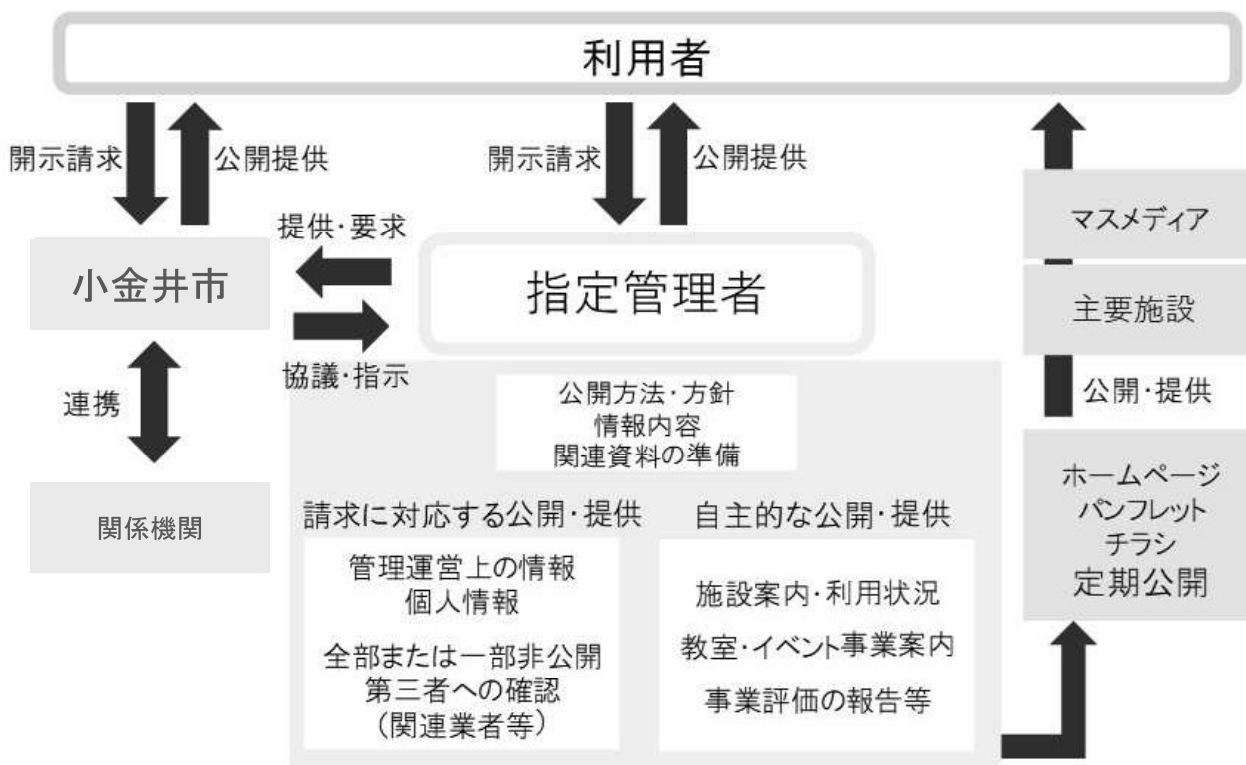 利用者
開示請求
公開提供
開示請求
公開提供
提供・要求
小金井市
指定管理者
協議・指示
連携
関係機関
公開方法・方針
情報内容
関連資料の準備
請求に対応する公開・提供
管理運営上の情報
個人情報
全部または一部非公開
第三者への確認
(関連業者等)
自主的な公開・提供
施設案内・利用状況
教室・イベント事業案内
事業評価の報告等
マスメディア
主要施設
公開・提供
ホームページ
パンフレット
チラシ
定期公開